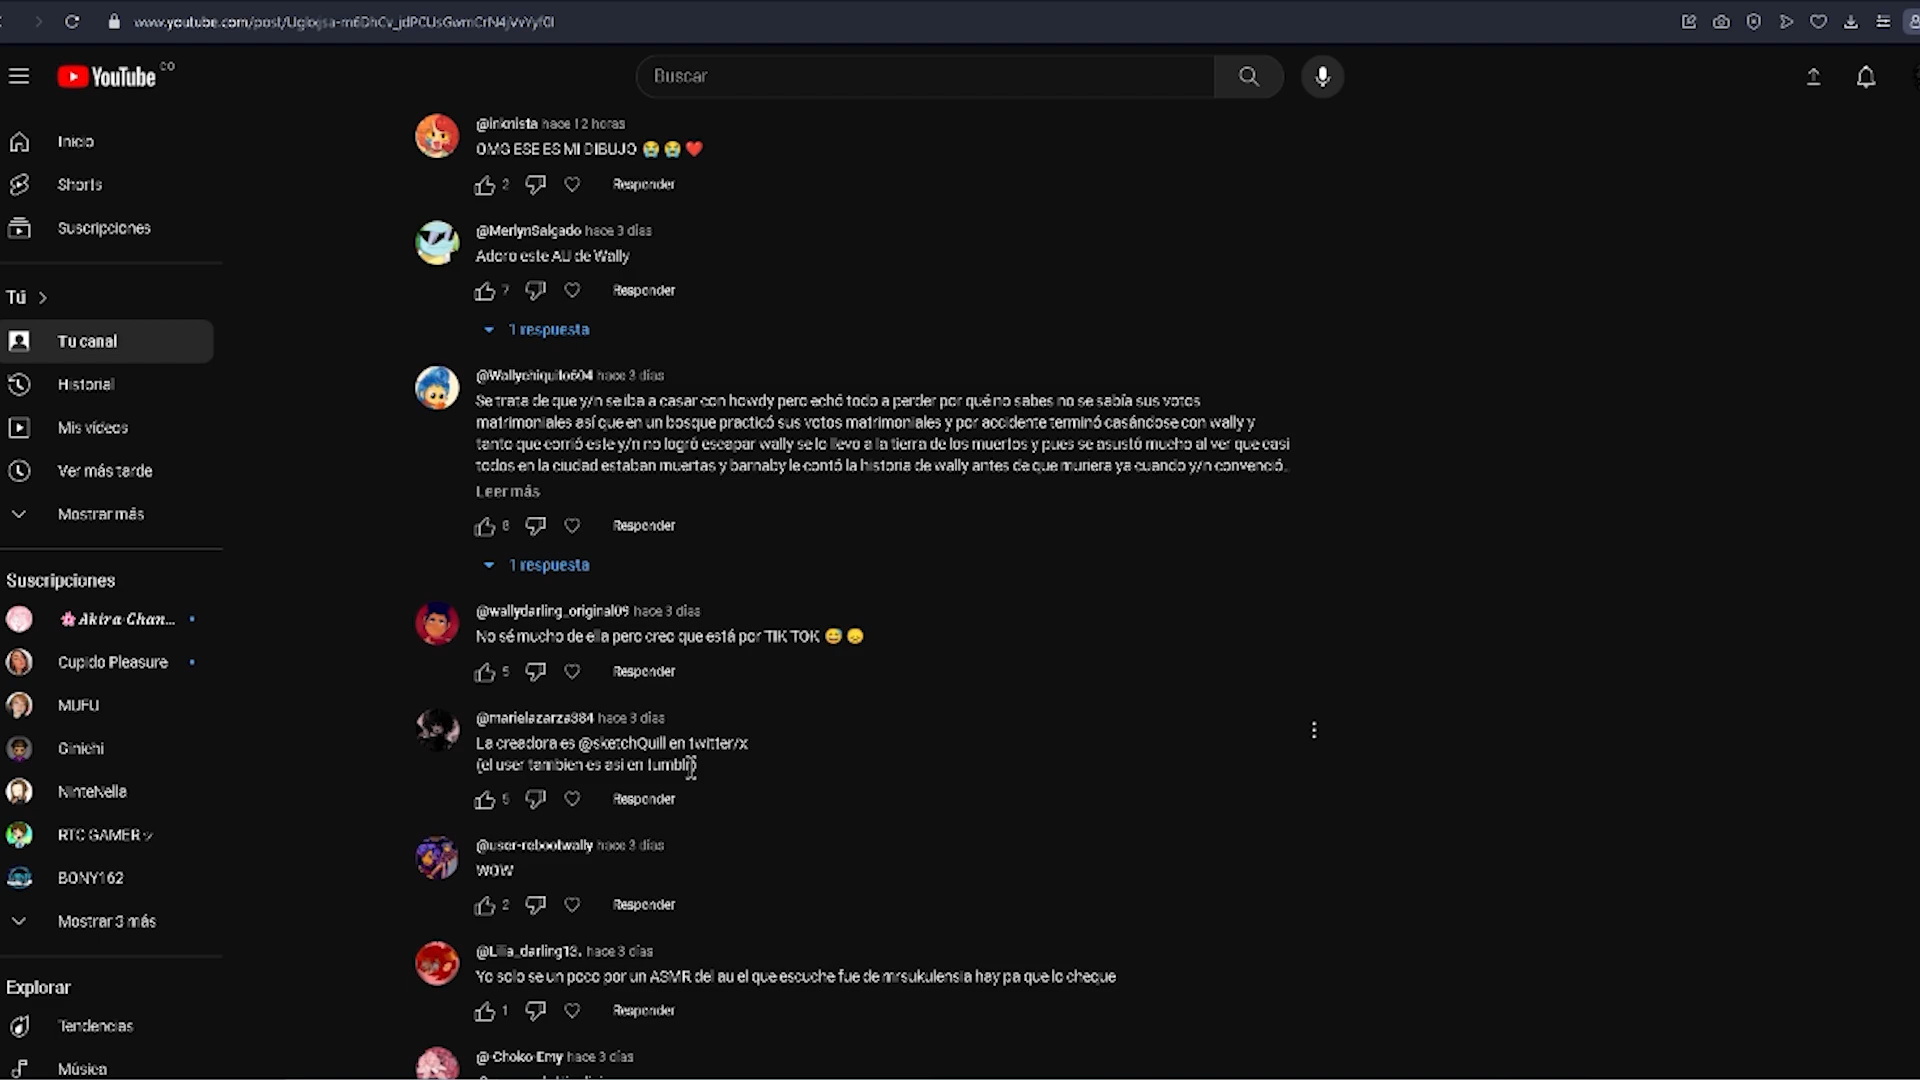 YouTube CO
Buscar
Inicio
Shorts
Suscripciones
Tú
Tu canal
Historial
Mis vídeos
Ver más tarde
Mostrar más
Suscripciones
🌸 Akira Chan...
Cupido Pleasure
MUFU
Ginichi
NinteNella
RTC GAMERツ
BONY162
Mostrar 3 más
Explorar
Tendencias
Música
@inknista hace 12 horas
OMG ESE ES MI DIBUJO 😭 😭 ❤️
2 Responder
@MerlynSalgado hace 3 días
Adoro este AU de Wally
7 Responder
1 respuesta
@Wallychiquito604 hace 3 días
Se trata de que y/n se iba a casar con howdy pero echó todo a perder por qué no sabes no se sabía sus votos
matrimoniales así que en un bosque practicó sus votos matrimoniales y por accidente terminó casándose con wally y
tanto que corrió este y/n no logró escapar wally se lo llevo a la tierra de los muertos y pues se asustó mucho al ver que casi
todos en la ciudad estaban muertas y barnaby le contó la historia de wally antes de que muriera ya cuando y/n convenció..
Leer más
8 Responder
1 respuesta
@wallydarling_original09 hace 3 días
No sé mucho de ella pero creo que está por TIK TOK 😅 😞
5 Responder
@marielazarza384 hace 3 días
La creadora es @sketchQuill en twitter/x
(el user tambien es asi en tumblr)
5 Responder
@user-rebootwally hace 3 días
WOW
2 Responder
@Lilia_darling13. hace 3 días
Yo solo se un poco por un ASMR del au el que escuche fue de mrsukulensia hay pa que lo cheque
1 Responder
@-Choko-Emy hace 3 días